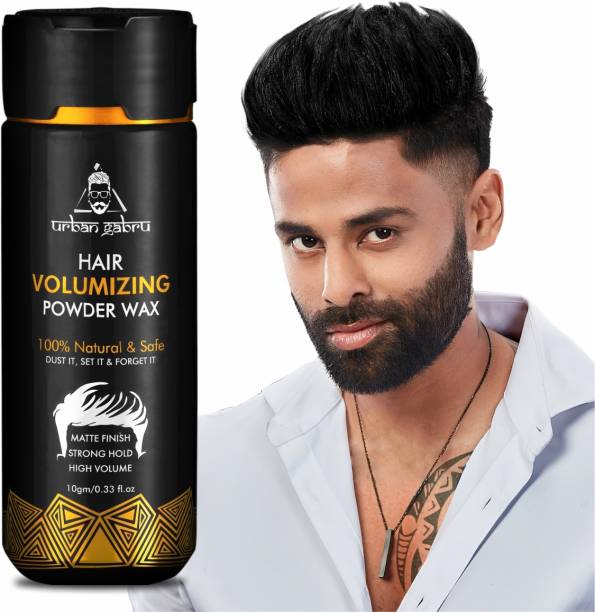 urban gabru
HAIR
VOLUMIZING
POWDER WAX
100% Natural & Safe
DUST IT, SET IT & FORGET IT
MATTE FINISH
STRONG HOLD
HIGH VOLUME
10gm/0.33 fl.oz